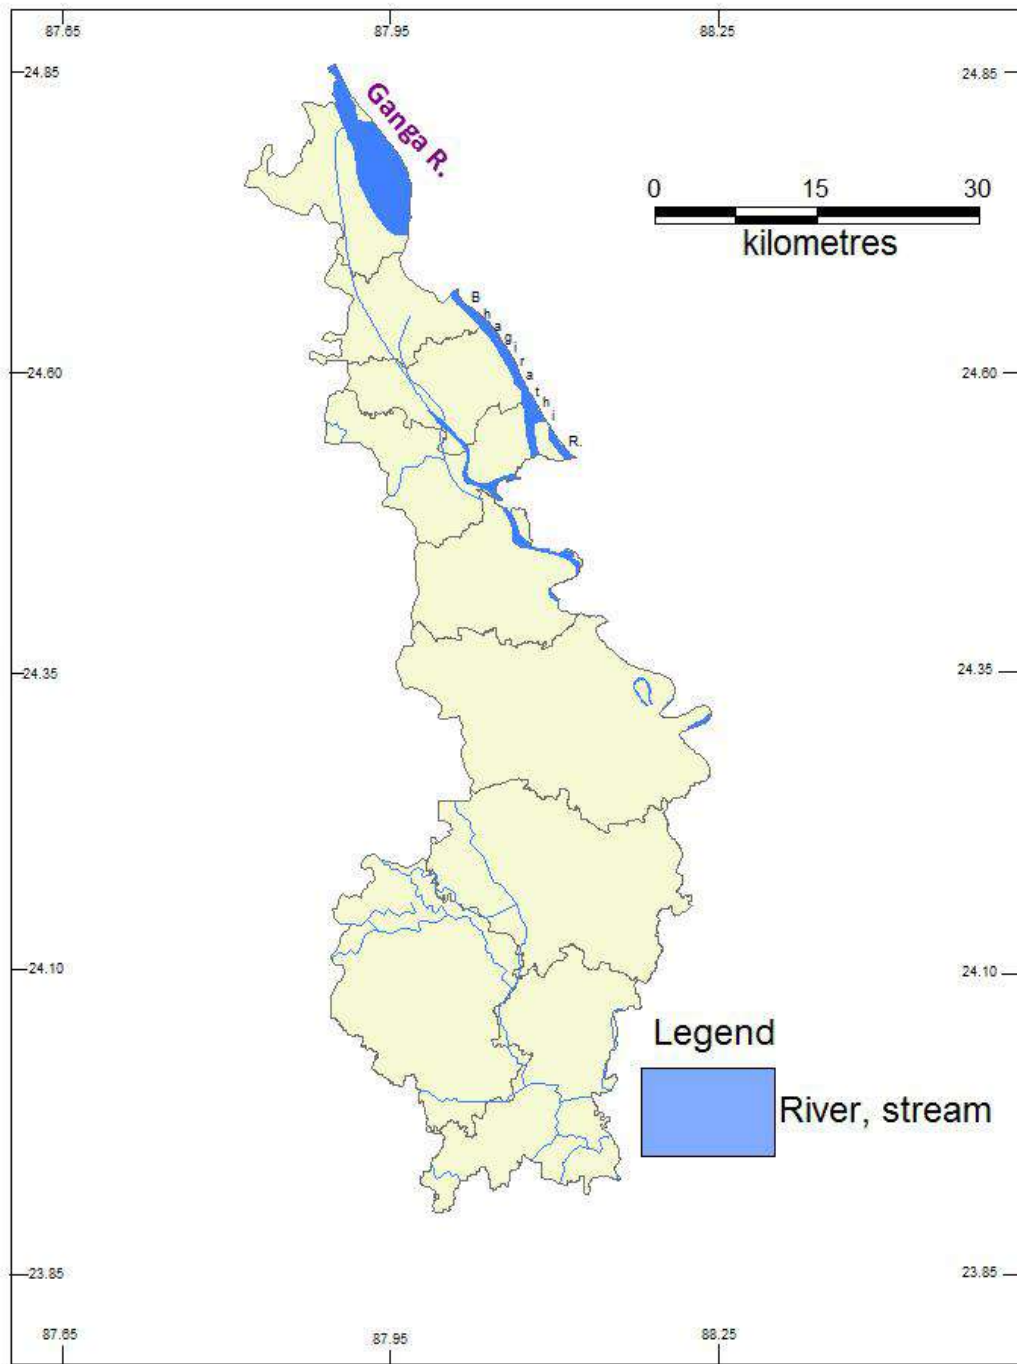 87.65 87.95 88.25
24.85 24.85
Ganga R.
0 15 30
kilometres
Bhagirathi R.
24.60 24.60
24.35 24.35
24.10 24.10
Legend
River, stream
23.85 23.85
87.65 87.95 88.25